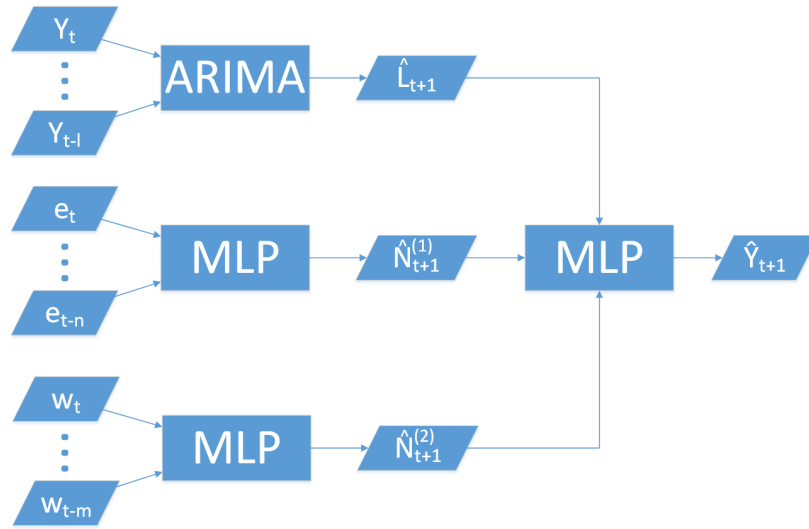 Yₜ
ARIMA
L̂ₜ₊₁
Yₜ₋ₗ
eₜ
MLP
N̂ₜ₊₁⁽¹⁾
MLP
Ŷₜ₊₁
eₜ₋ₙ
wₜ
MLP
N̂ₜ₊₁⁽²⁾
wₜ₋ₘ